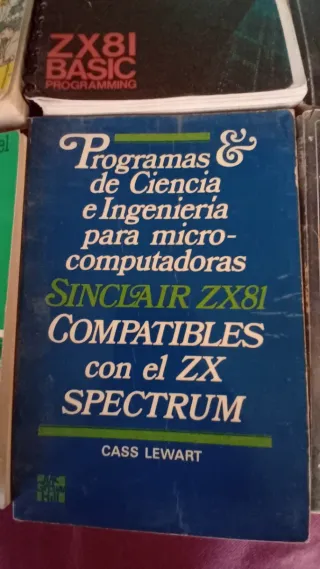 ZX81
BASIC
PROGRAMMING
Programas &
de Ciencia
e Ingeniería
para micro-
computadoras
SINCLAIR ZX81
COMPATIBLES
con el ZX
SPECTRUM
CASS LEWART